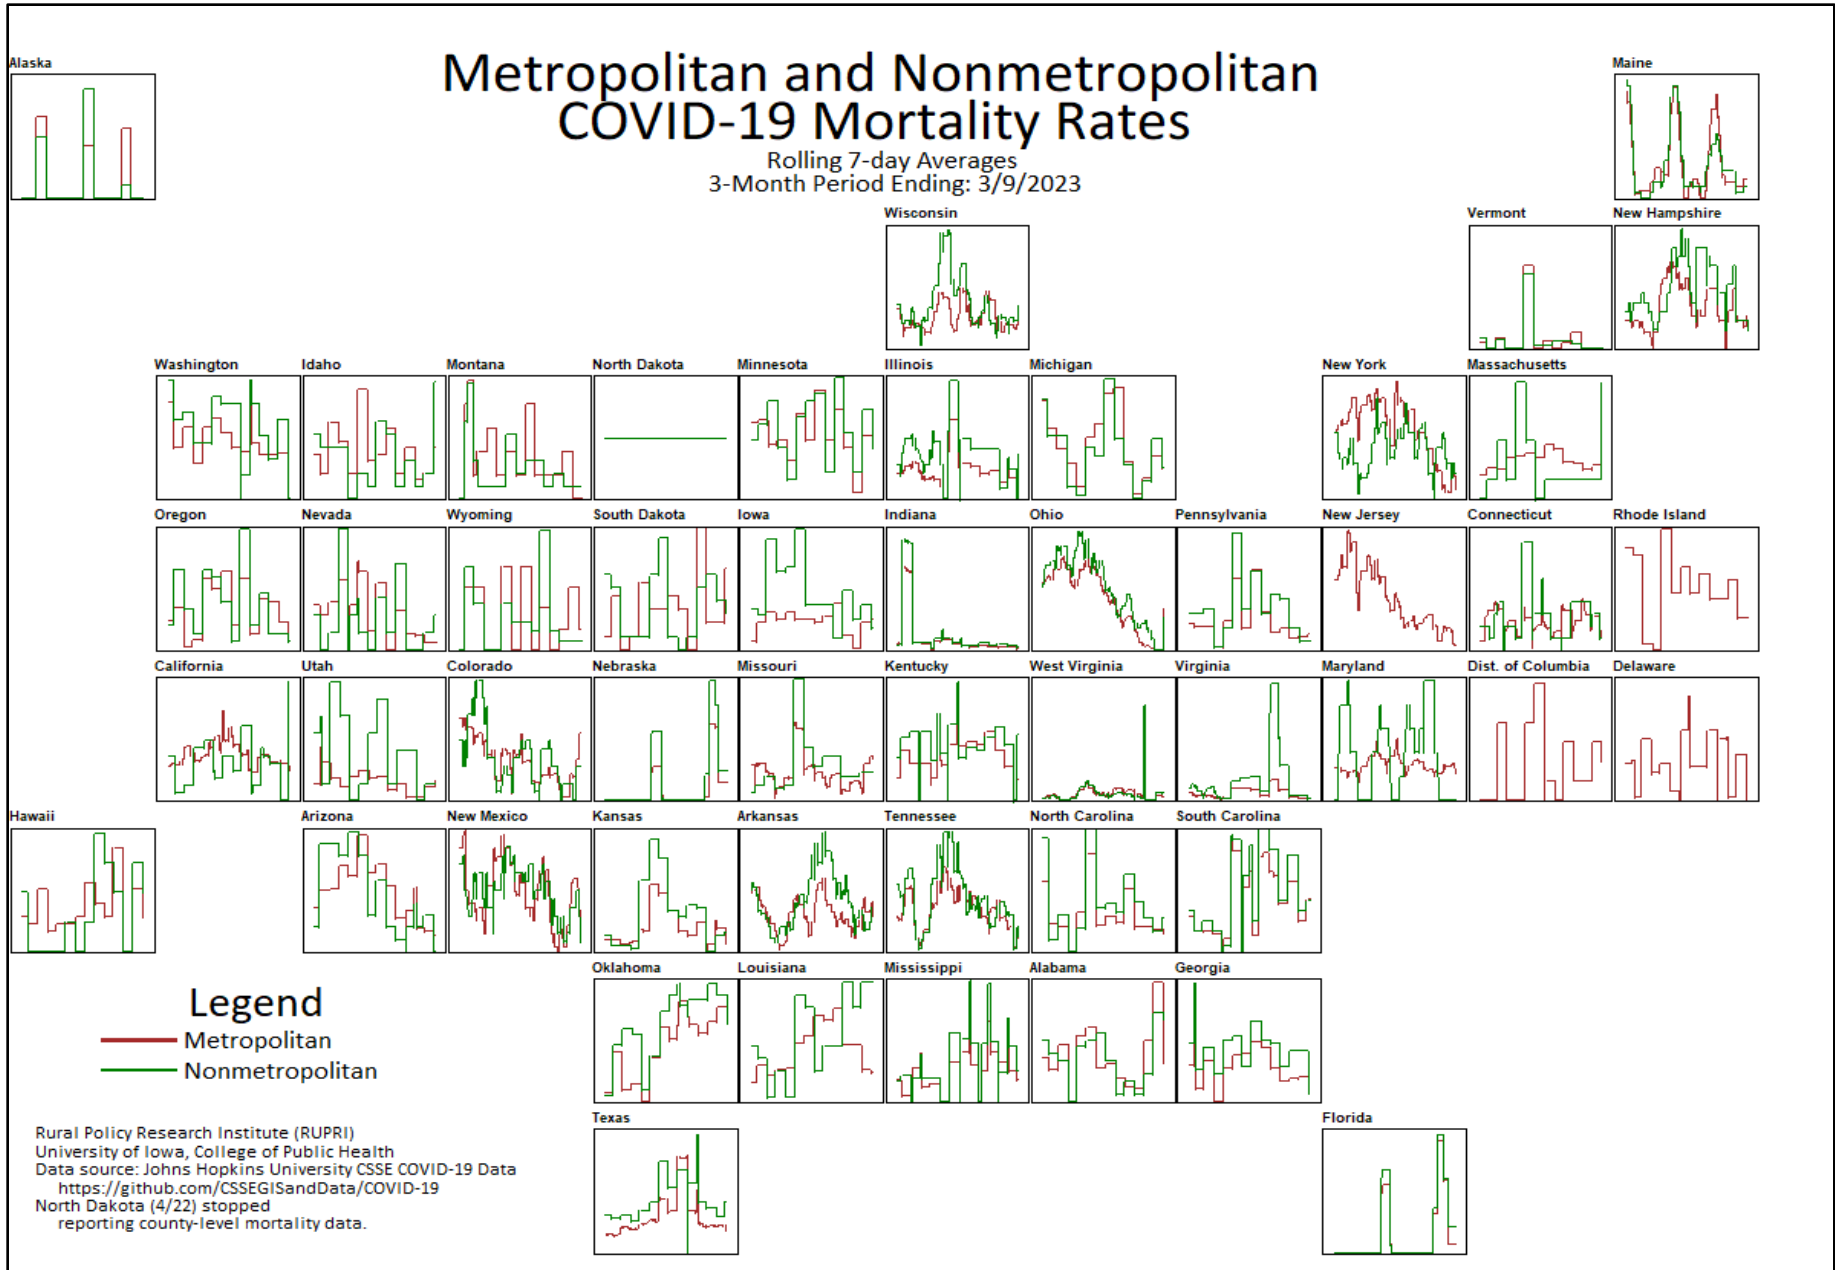 Metropolitan and Nonmetropolitan
COVID-19 Mortality Rates
Rolling 7-day Averages
3-Month Period Ending: 3/9/2023
Alaska
Maine
Wisconsin
Vermont
New Hampshire
Washington
Idaho
Montana
North Dakota
Minnesota
Illinois
Michigan
New York
Massachusetts
Oregon
Nevada
Wyoming
South Dakota
Iowa
Indiana
Ohio
Pennsylvania
New Jersey
Connecticut
Rhode Island
California
Utah
Colorado
Nebraska
Missouri
Kentucky
West Virginia
Virginia
Maryland
Dist. of Columbia
Delaware
Hawaii
Arizona
New Mexico
Kansas
Arkansas
Tennessee
North Carolina
South Carolina
Oklahoma
Louisiana
Mississippi
Alabama
Georgia
Texas
Florida
Legend
Metropolitan
Nonmetropolitan
Rural Policy Research Institute (RUPRI)
University of Iowa, College of Public Health
Data source: Johns Hopkins University CSSE COVID-19 Data
https://github.com/CSSEGISandData/COVID-19
North Dakota (4/22) stopped
reporting county-level mortality data.